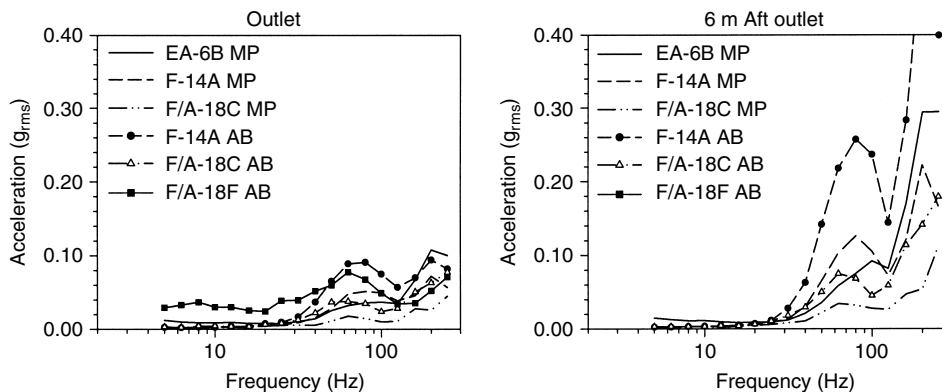 Outlet
0.40
0.30
0.20
0.10
0.00
Acceleration (grms)
EA-6B MP
F-14A MP
F/A-18C MP
F-14A AB
F/A-18C AB
F/A-18F AB
10
100
Frequency (Hz)
6 m Aft outlet
0.40
0.30
0.20
0.10
0.00
Acceleration (grms)
EA-6B MP
F-14A MP
F/A-18C MP
F-14A AB
F/A-18C AB
F/A-18F AB
10
100
Frequency (Hz)